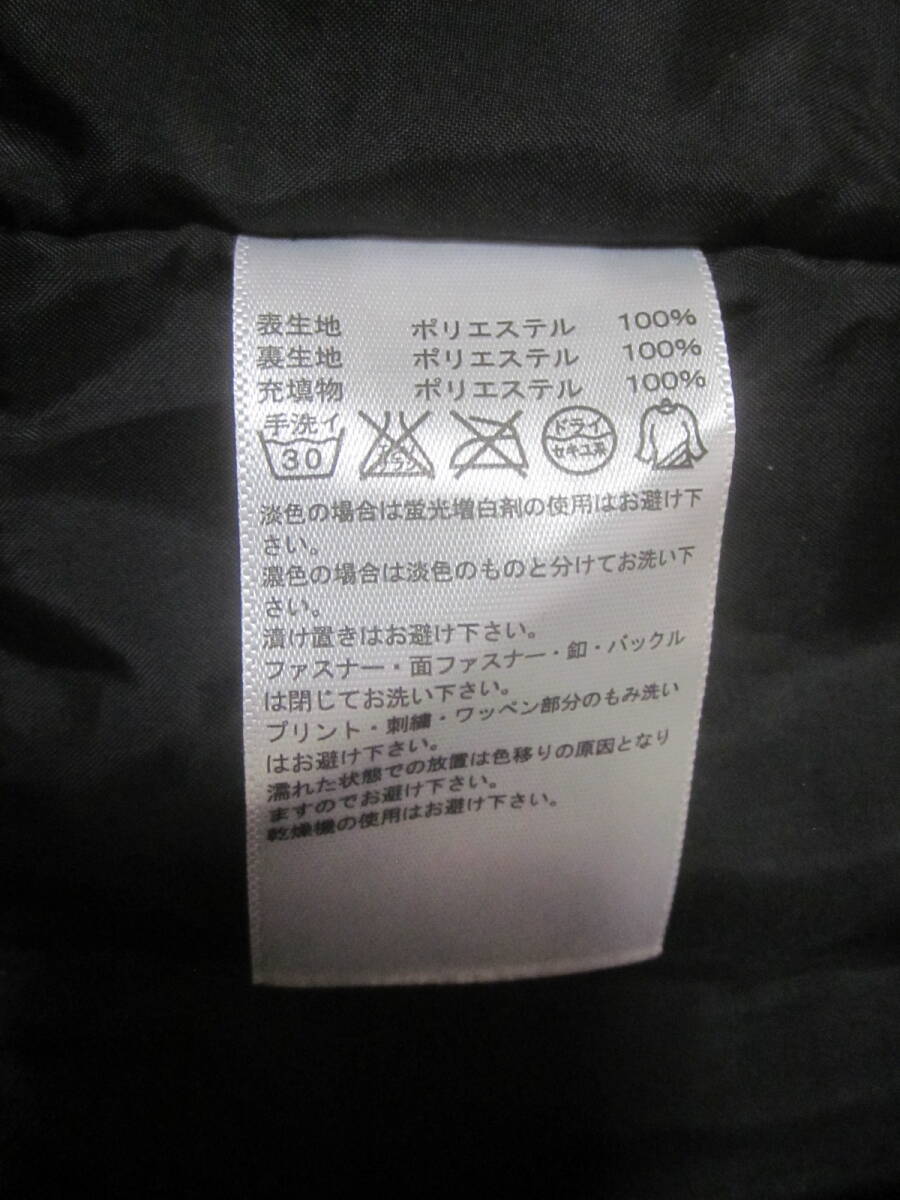 表生地 ポリエステル 100%
裏生地 ポリエステル 100%
充填物 ポリエステル 100%
手洗イ ドライ
30 エンソ サラシ セキユ系
淡色の場合は蛍光増白剤の使用はお避け下
さい。
濃色の場合は淡色のものと分けてお洗い下
さい。
漬け置きはお避け下さい。
ファスナー・面ファスナー・釦・バックル
は閉じてお洗い下さい。
プリント・刺繍・ワッペン部分のもみ洗い
はお避け下さい。
濡れた状態での放置は色移りの原因となり
ますのでお避け下さい。
乾燥機の使用はお避け下さい。